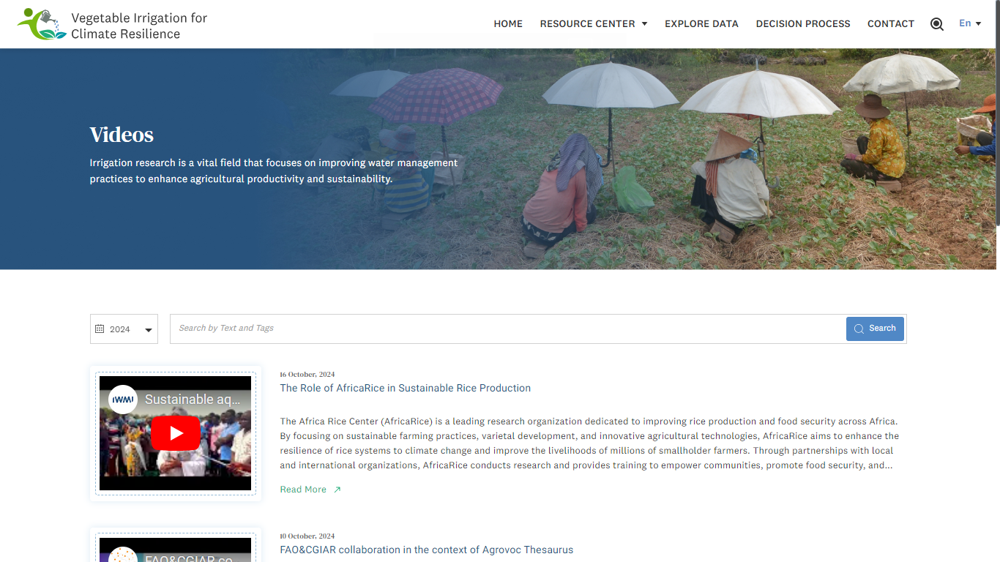 Vegetable Irrigation for
Climate Resilience
HOME
RESOURCE CENTER
EXPLORE DATA
DECISION PROCESS
CONTACT
En
Videos
Irrigation research is a vital field that focuses on improving water management
practices to enhance agricultural productivity and sustainability.
2024
Search by Text and Tags
Search
IWMI
Sustainable aq...
16 October, 2024
The Role of AfricaRice in Sustainable Rice Production
The Africa Rice Center (AfricaRice) is a leading research organization dedicated to improving rice production and food security across Africa.
By focusing on sustainable farming practices, varietal development, and innovative agricultural technologies, AfricaRice aims to enhance the
resilience of rice systems to climate change and improve the livelihoods of millions of smallholder farmers. Through partnerships with local
and international organizations, AfricaRice conducts research and provides training to empower communities, promote food security, and...
Read More
FAO&CGIAR co...
10 October, 2024
FAO&CGIAR collaboration in the context of Agrovoc Thesaurus